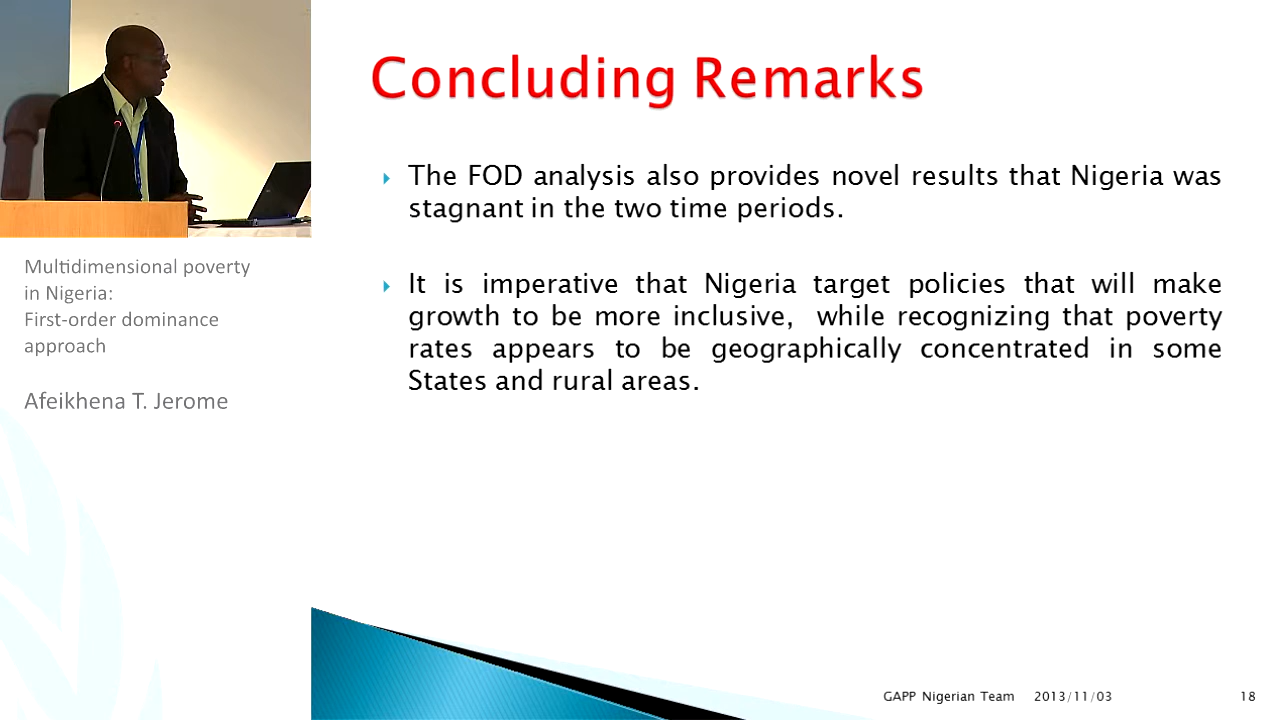 Concluding Remarks
The FOD analysis also provides novel results that Nigeria was
stagnant in the two time periods.
It is imperative that Nigeria target policies that will make
growth to be more inclusive, while recognizing that poverty
rates appears to be geographically concentrated in some
States and rural areas.
Multidimensional poverty
in Nigeria:
First-order dominance
approach
Afeikhena T. Jerome
GAPP Nigerian Team 2013/11/03 18